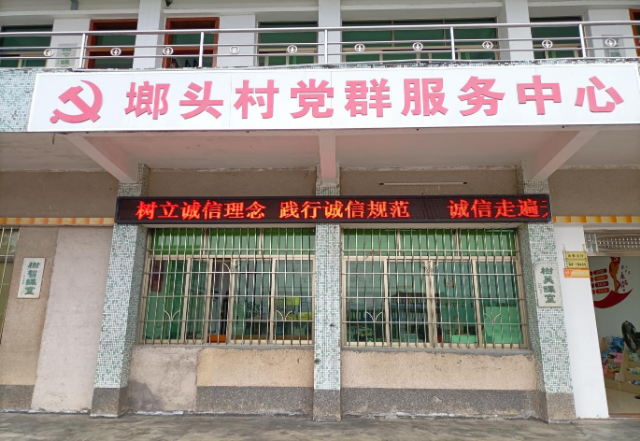 塱头村党群服务中心
树立诚信理念 践行诚信规范 诚信走遍